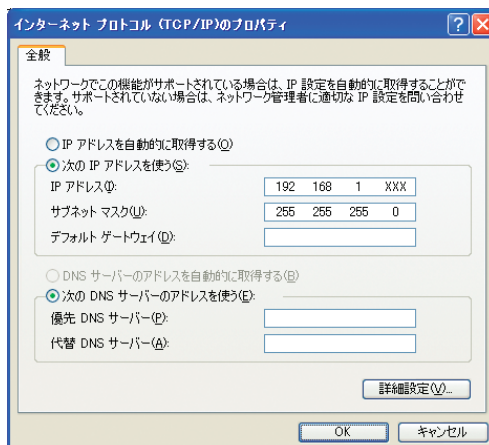 インターネット プロトコル (TCP/IP)のプロパティ
全般
ネットワークでこの機能がサポートされている場合は、IP 設定を自動的に取得することがで
きます。サポートされていない場合は、ネットワーク管理者に適切な IP 設定を問い合わせ
てください。
IP アドレスを自動的に取得する(O)
次の IP アドレスを使う(S):
IP アドレス(I): 192 168 1 XXX
サブネット マスク(U): 255 255 255 0
デフォルト ゲートウェイ(D):
DNS サーバーのアドレスを自動的に取得する(B)
次の DNS サーバーのアドレスを使う(E):
優先 DNS サーバー(P):
代替 DNS サーバー(A):
詳細設定(V)...
OK キャンセル